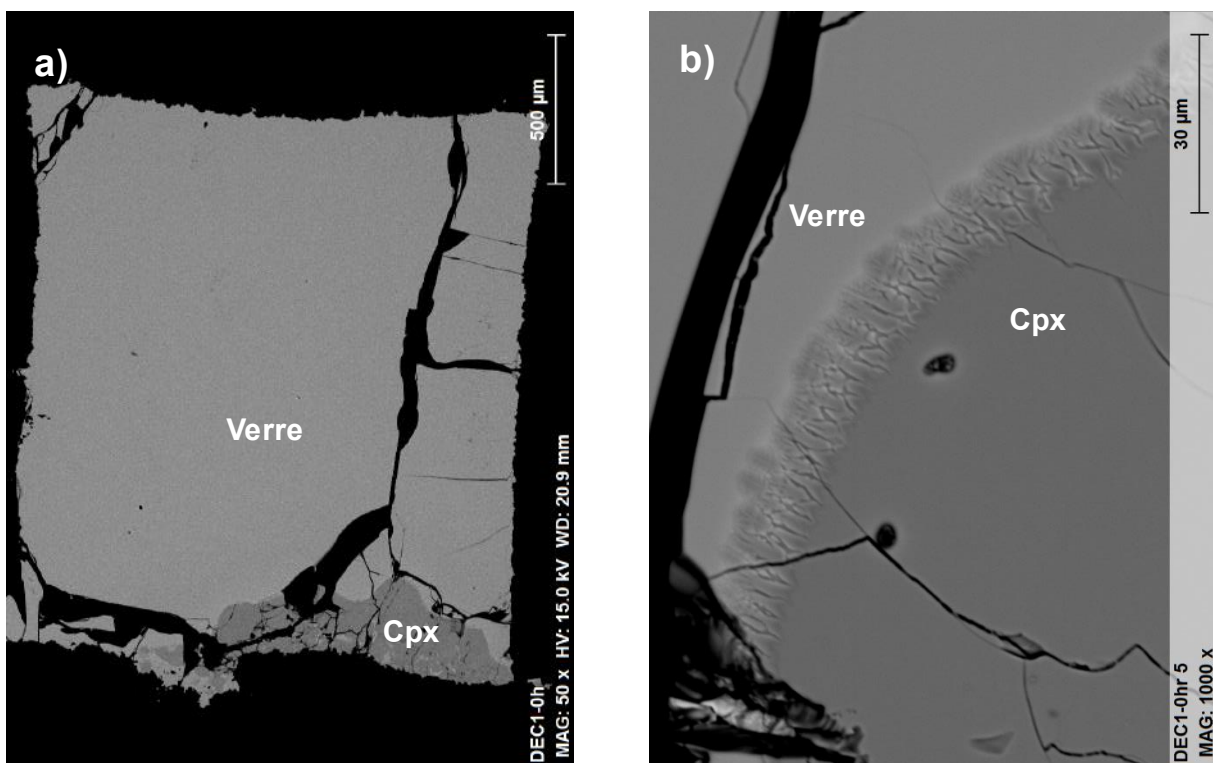 a)
500 µm
Verre
Cpx
DEC1-0h
MAG: 50 x HV: 15.0 kV WD: 20.9 mm
b)
30 µm
Verre
Cpx
DEC1-0hr 5
MAG: 1000 x